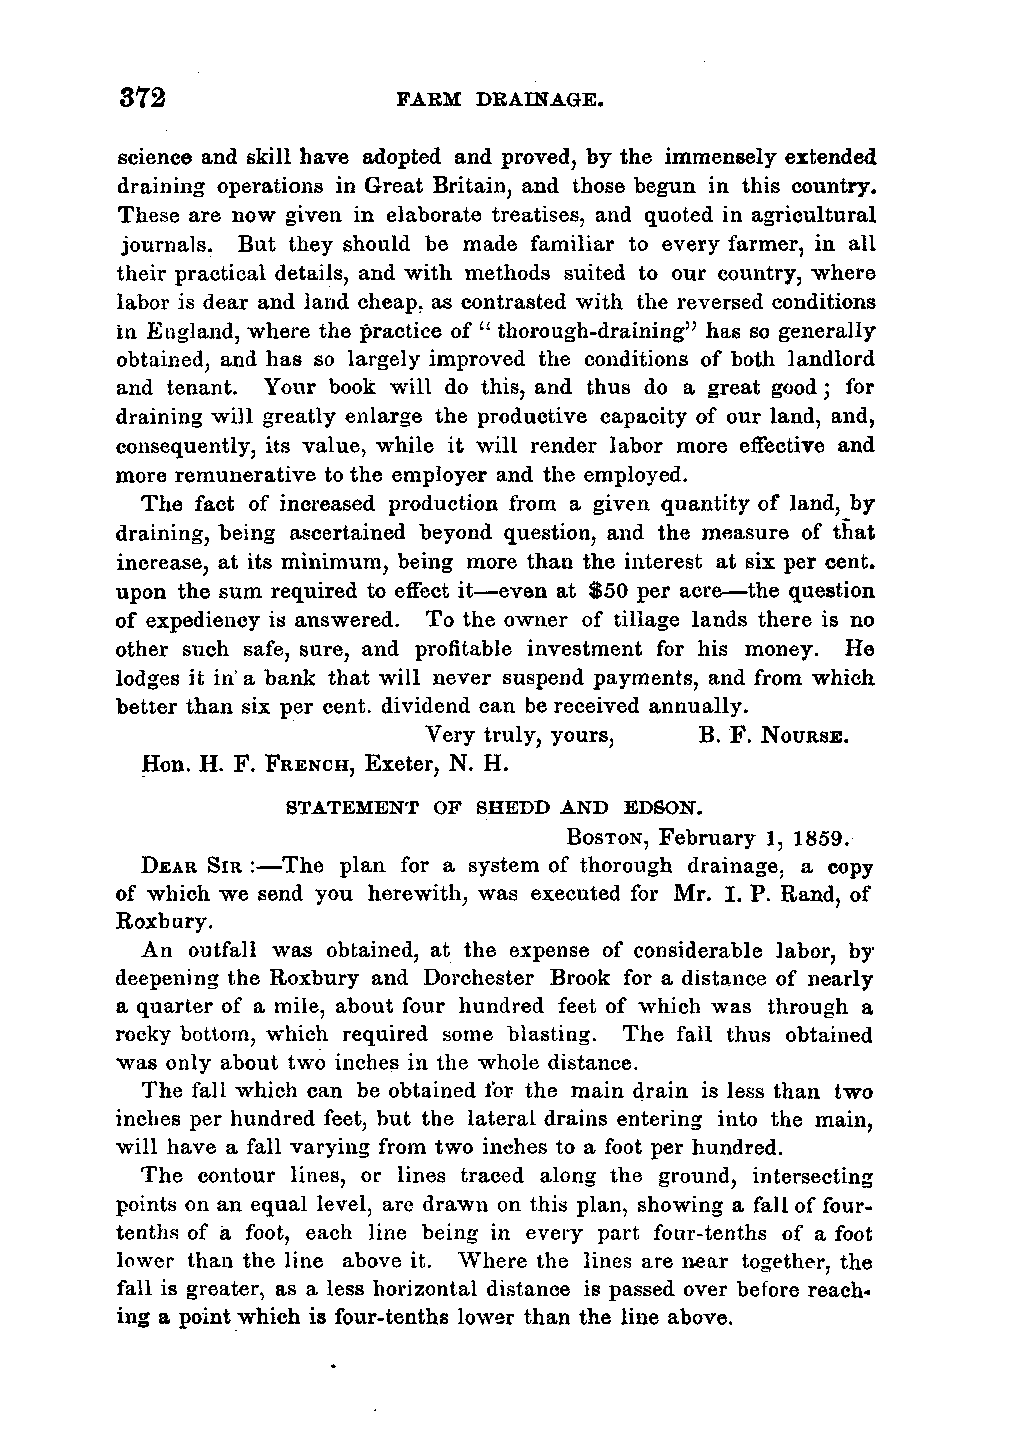 372 FARM DRAINAGE.
science and skill have adopted and proved, by the immensely extended
draining operations in Great Britain, and those begun in this country.
These are now given in elaborate treatises, and quoted in agricultural
journals. But they should be made familiar to every farmer, in all
their practical details, and with methods suited to our country, where
labor is dear and land cheap, as contrasted with the reversed conditions
in England, where the practice of “thorough-draining” has so generally
obtained, and has so largely improved the conditions of both landlord
and tenant. Your book will do this, and thus do a great good; for
draining will greatly enlarge the productive capacity of our land, and,
consequently, its value, while it will render labor more effective and
more remunerative to the employer and the employed.
The fact of increased production from a given quantity of land, by
draining, being ascertained beyond question, and the measure of that
increase, at its minimum, being more than the interest at six per cent.
upon the sum required to effect it—even at $50 per acre—the question
of expediency is answered. To the owner of tillage lands there is no
other such safe, sure, and profitable investment for his money. He
lodges it in a bank that will never suspend payments, and from which
better than six per cent. dividend can be received annually.
Very truly, yours, B. F. NOURSE.
Hon. H. F. FRENCH, Exeter, N. H.
STATEMENT OF SHEDD AND EDSON.
BOSTON, February 1, 1859.
DEAR SIR:—The plan for a system of thorough drainage, a copy
of which we send you herewith, was executed for Mr. I. P. Rand, of
Roxbury.
An outfall was obtained, at the expense of considerable labor, by
deepening the Roxbury and Dorchester Brook for a distance of nearly
a quarter of a mile, about four hundred feet of which was through a
rocky bottom, which required some blasting. The fall thus obtained
was only about two inches in the whole distance.
The fall which can be obtained for the main drain is less than two
inches per hundred feet, but the lateral drains entering into the main,
will have a fall varying from two inches to a foot per hundred.
The contour lines, or lines traced along the ground, intersecting
points on an equal level, are drawn on this plan, showing a fall of four-
tenths of a foot, each line being in every part four-tenths of a foot
lower than the line above it. Where the lines are near together, the
fall is greater, as a less horizontal distance is passed over before reach-
ing a point which is four-tenths lower than the line above.